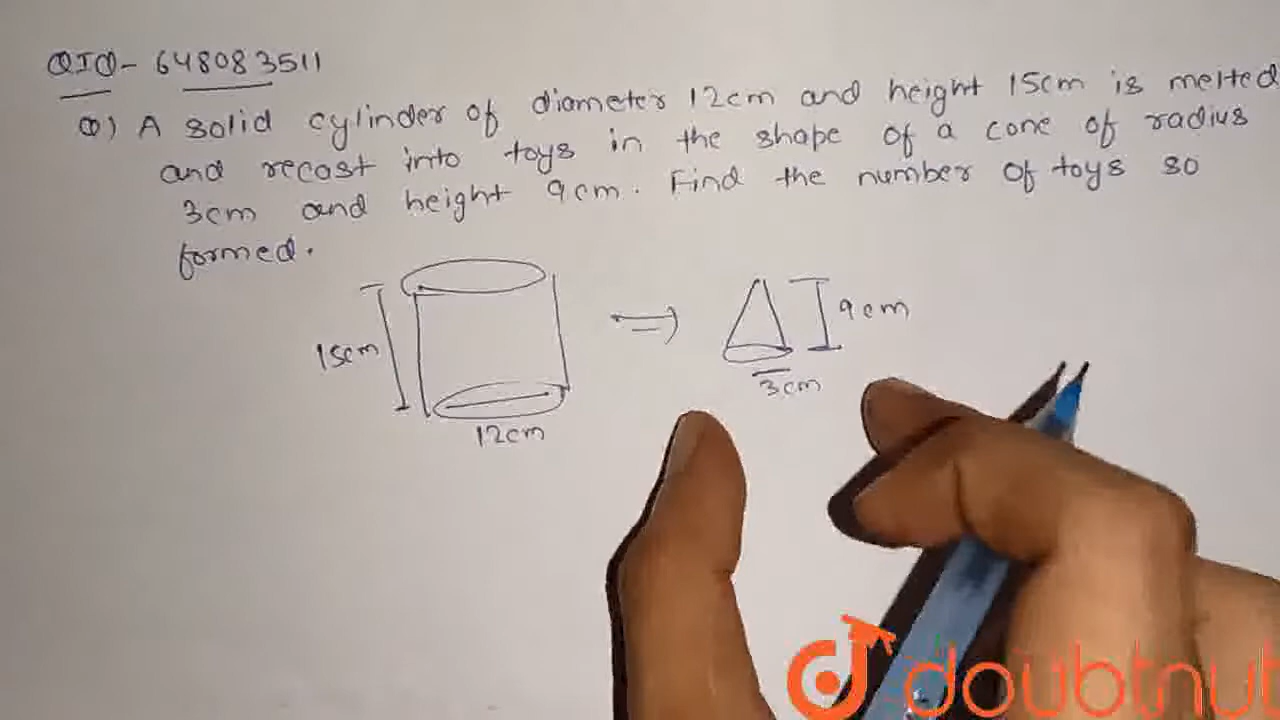 QID- 648083511
Q) A solid cylinder of diameter 12cm and height 15cm is melted
and recast into toys in the shape of a cone of radius
3cm and height 9cm. Find the number of toys so
formed.
15cm
12cm
9cm
3cm
doubtnut